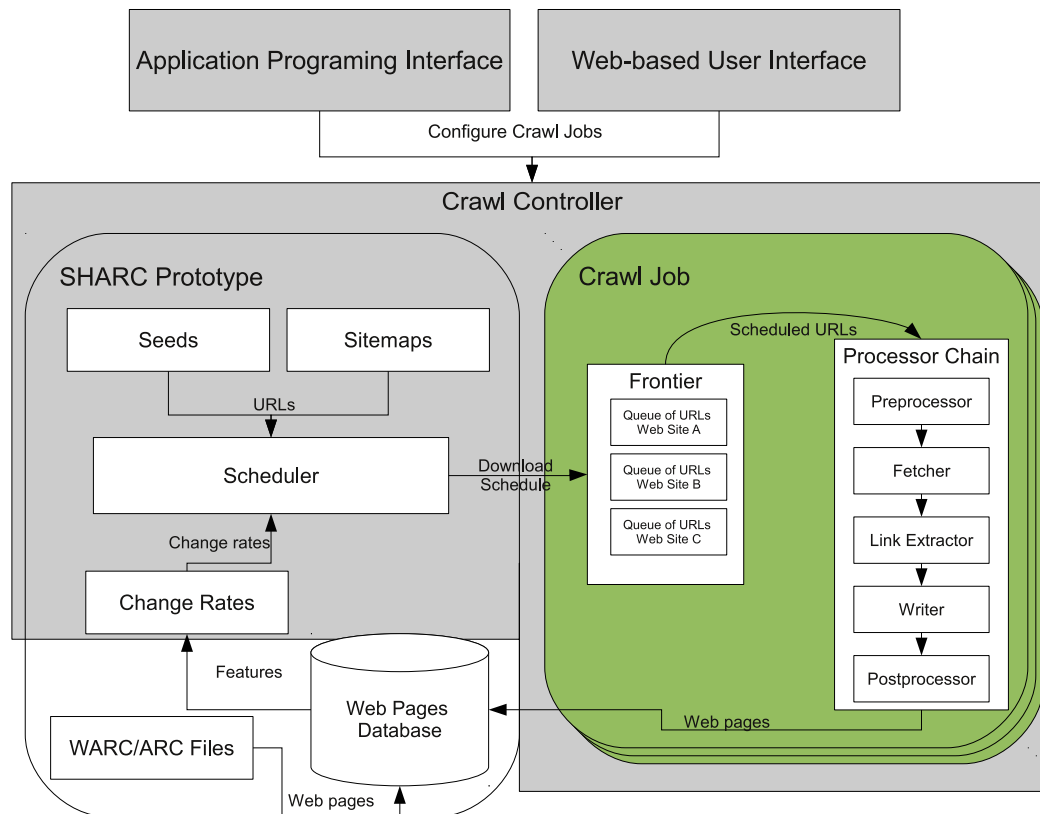 Application Programing Interface
Web-based User Interface
Configure Crawl Jobs
Crawl Controller
SHARC Prototype
Seeds
Sitemaps
URLs
Scheduler
Change rates
Change Rates
Features
Web Pages
Database
WARC/ARC Files
Web pages
Download
Schedule
Crawl Job
Scheduled URLs
Frontier
Queue of URLs
Web Site A
Queue of URLs
Web Site B
Queue of URLs
Web Site C
Processor Chain
Preprocessor
Fetcher
Link Extractor
Writer
Postprocessor
Web pages